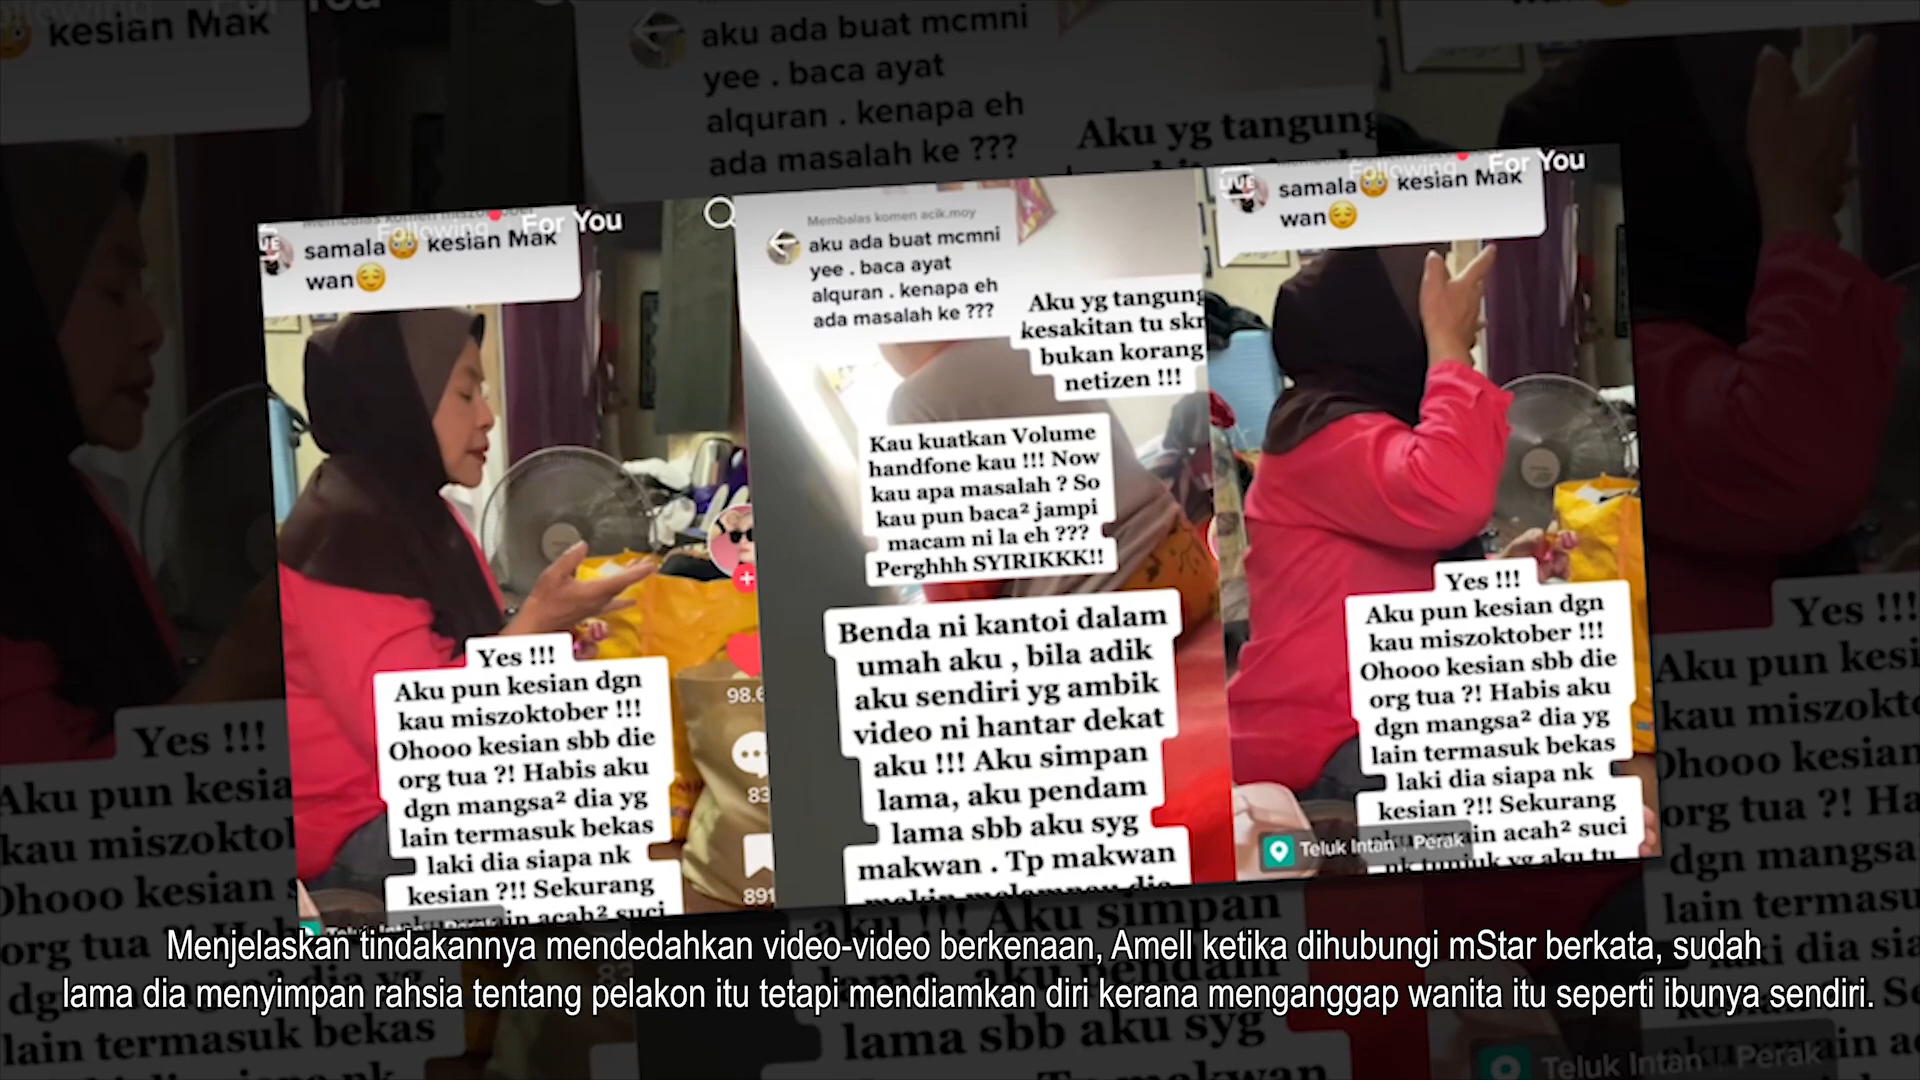 Following
For You
samala😳 kesian Mak
wan😌
Yes !!!
Aku pun kesian dgn
kau miszoktober !!!
Ohooo kesian sbb die
org tua ?! Habis aku
dgn mangsa² dia yg
lain termasuk bekas
laki dia siapa nk
kesian ?!! Sekurang
98.6
83
891
Membalas komen acik.moy
aku ada buat mcmni
yee . baca ayat
alquran . kenapa eh
ada masalah ke ???
Aku yg tangung
kesakitan tu skr
bukan korang
netizen !!!
Kau kuatkan Volume
handfone kau !!! Now
kau apa masalah ? So
kau pun baca² jampi
macam ni la eh ???
Perghhh SYIRIKKK!!
Benda ni kantoi dalam
umah aku , bila adik
aku sendiri yg ambik
video ni hantar dekat
aku !!! Aku simpan
lama, aku pendam
lama sbb aku syg
makwan . Tp makwan
LIVE
Following
For You
samala😳 kesian Mak
wan😌
Yes !!!
Aku pun kesian dgn
kau miszoktober !!!
Ohooo kesian sbb die
org tua ?! Habis aku
dgn mangsa² dia yg
lain termasuk bekas
laki dia siapa nk
kesian ?!! Sekurang
acah² suci
Teluk Intan Perak
Menjelaskan tindakannya mendedahkan video-video berkenaan, Amell ketika dihubungi mStar berkata, sudah
lama dia menyimpan rahsia tentang pelakon itu tetapi mendiamkan diri kerana menganggap wanita itu seperti ibunya sendiri.